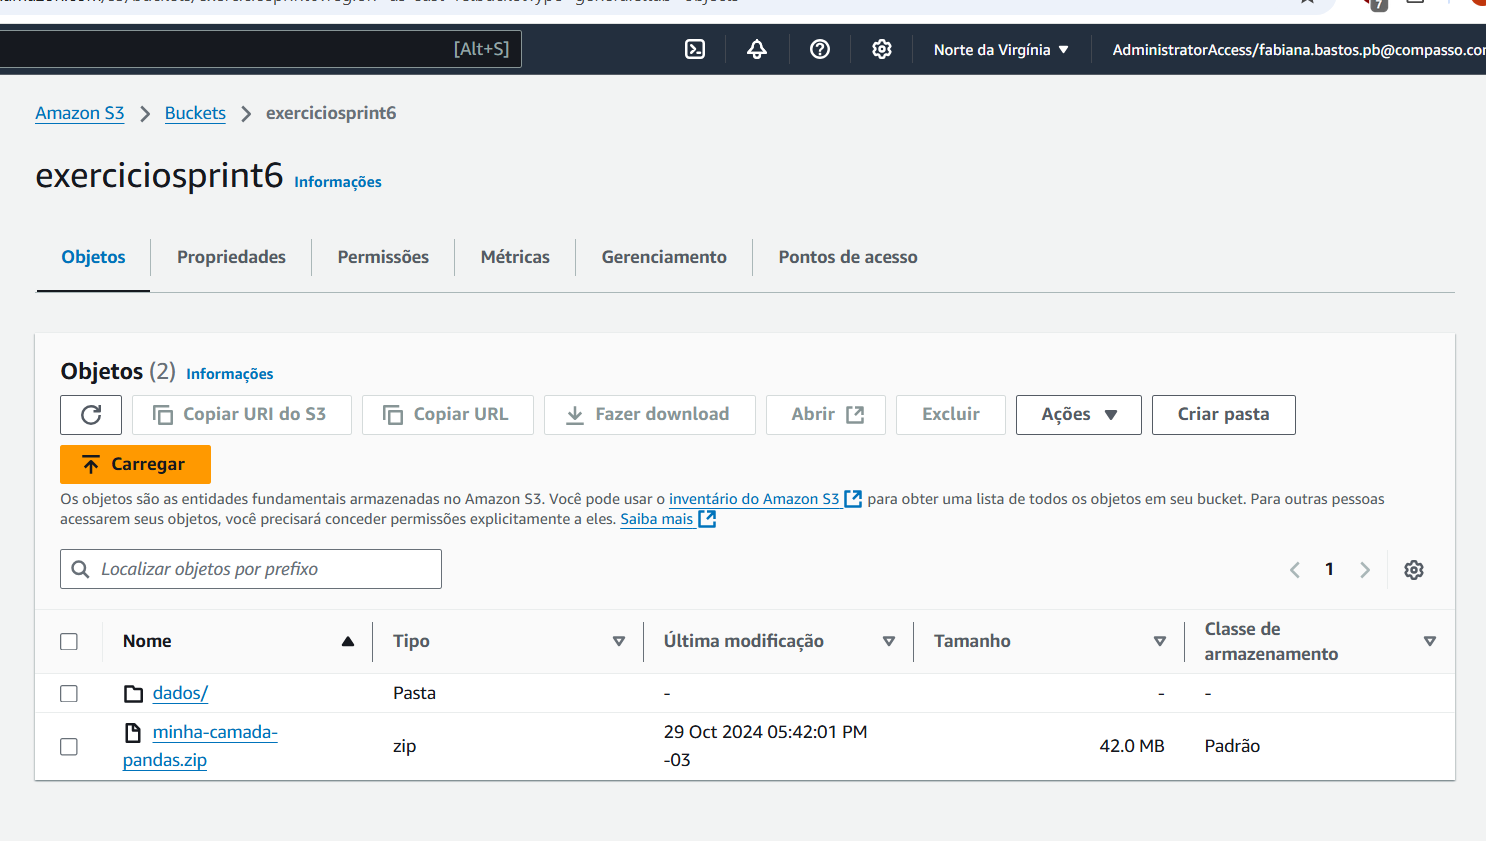 7
[Alt+S]
Norte da Virgínia
AdministratorAccess/fabiana.bastos.pb@compasso.co
Amazon S3
Buckets
exerciciosprint6
exerciciosprint6 Informações
Objetos
Propriedades
Permissões
Métricas
Gerenciamento
Pontos de acesso
Objetos (2) Informações
Copiar URI do S3
Copiar URL
Fazer download
Abrir
Excluir
Ações
Criar pasta
Carregar
Os objetos são as entidades fundamentais armazenadas no Amazon S3. Você pode usar o inventário do Amazon S3 para obter uma lista de todos os objetos em seu bucket. Para outras pessoas
acessarem seus objetos, você precisará conceder permissões explicitamente a eles. Saiba mais
Localizar objetos por prefixo
1
Nome
Tipo
Última modificação
Tamanho
Classe de
armazenamento
dados/
Pasta
-
-
-
minha-camada-
pandas.zip
zip
29 Oct 2024 05:42:01 PM
-03
42.0 MB
Padrão